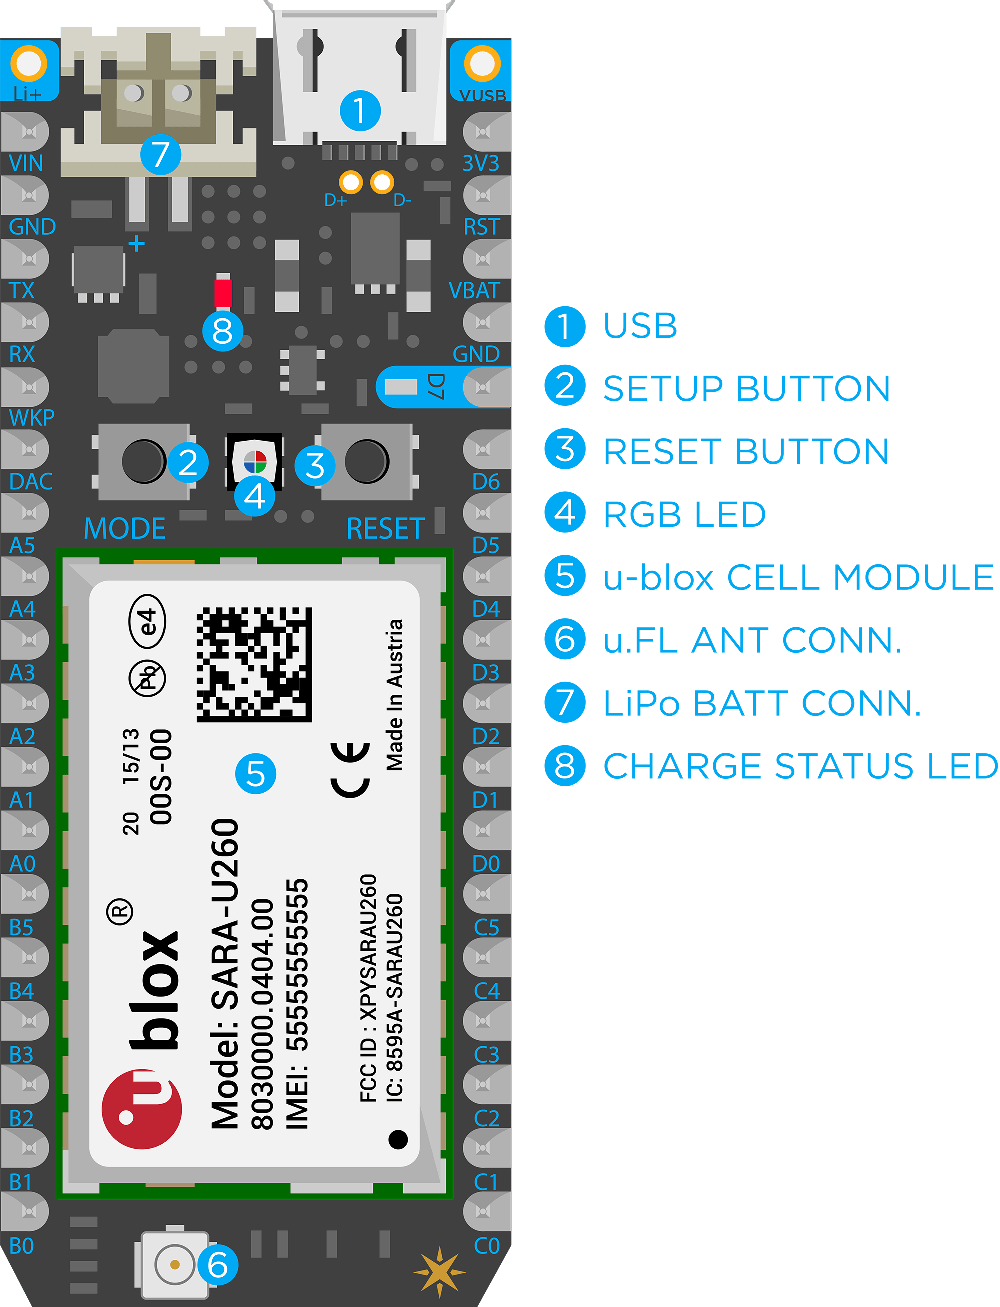 Li+
VUSB
1
7
VIN
3V3
D+
D-
GND
RST
+
TX
VBAT
8
RX
GND
D7
WKP
2
3
4
DAC
D6
MODE
RESET
A5
D5
A4
D4
A3
D3
A2
D2
A1
D1
A0
D0
B5
C5
B4
C4
B3
C3
B2
C2
B1
C1
B0
C0
e4
Pb
20 15/13
00S-00
5
CE
Made In Austria
u blox ®
Model: SARA-U260
8030000.0404.00
IMEI: 555555555555555
FCC ID : XPYSARAU260
IC: 8595A-SARAU260
6
1 USB
2 SETUP BUTTON
3 RESET BUTTON
4 RGB LED
5 u-blox CELL MODULE
6 u.FL ANT CONN.
7 LiPo BATT CONN.
8 CHARGE STATUS LED